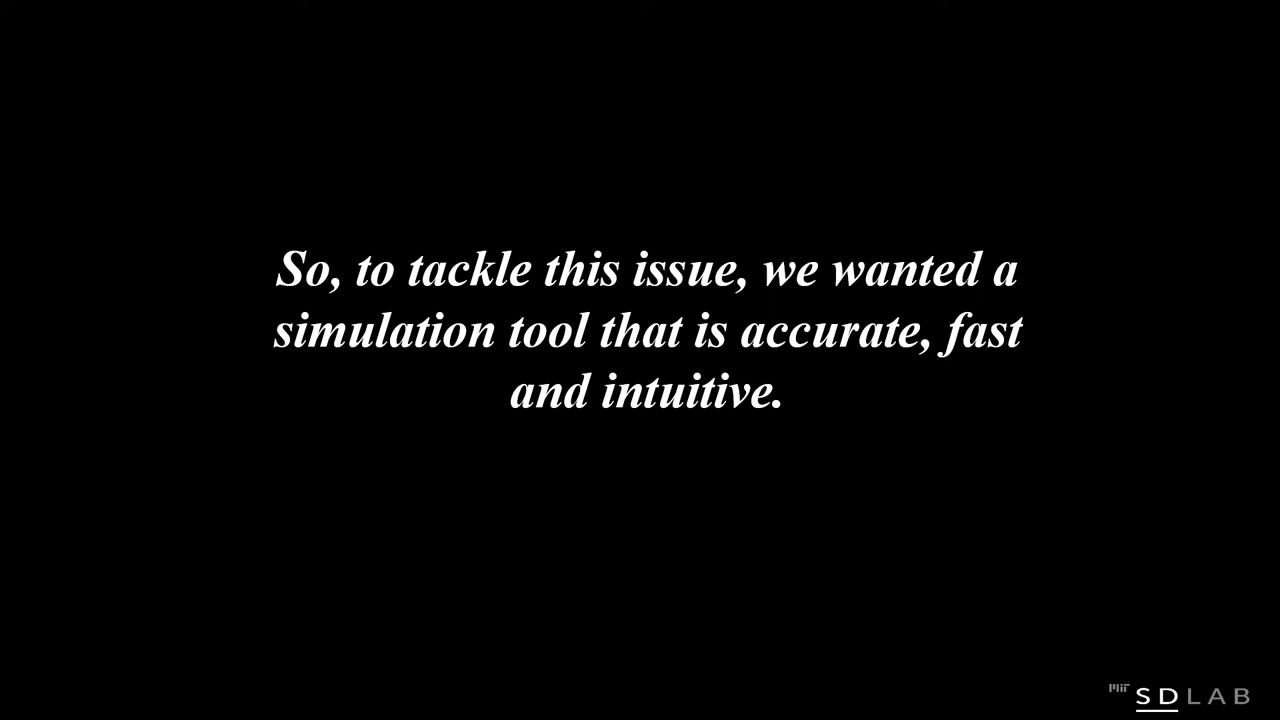 So, to tackle this issue, we wanted a
simulation tool that is accurate, fast
and intuitive.
MIT SDLAB